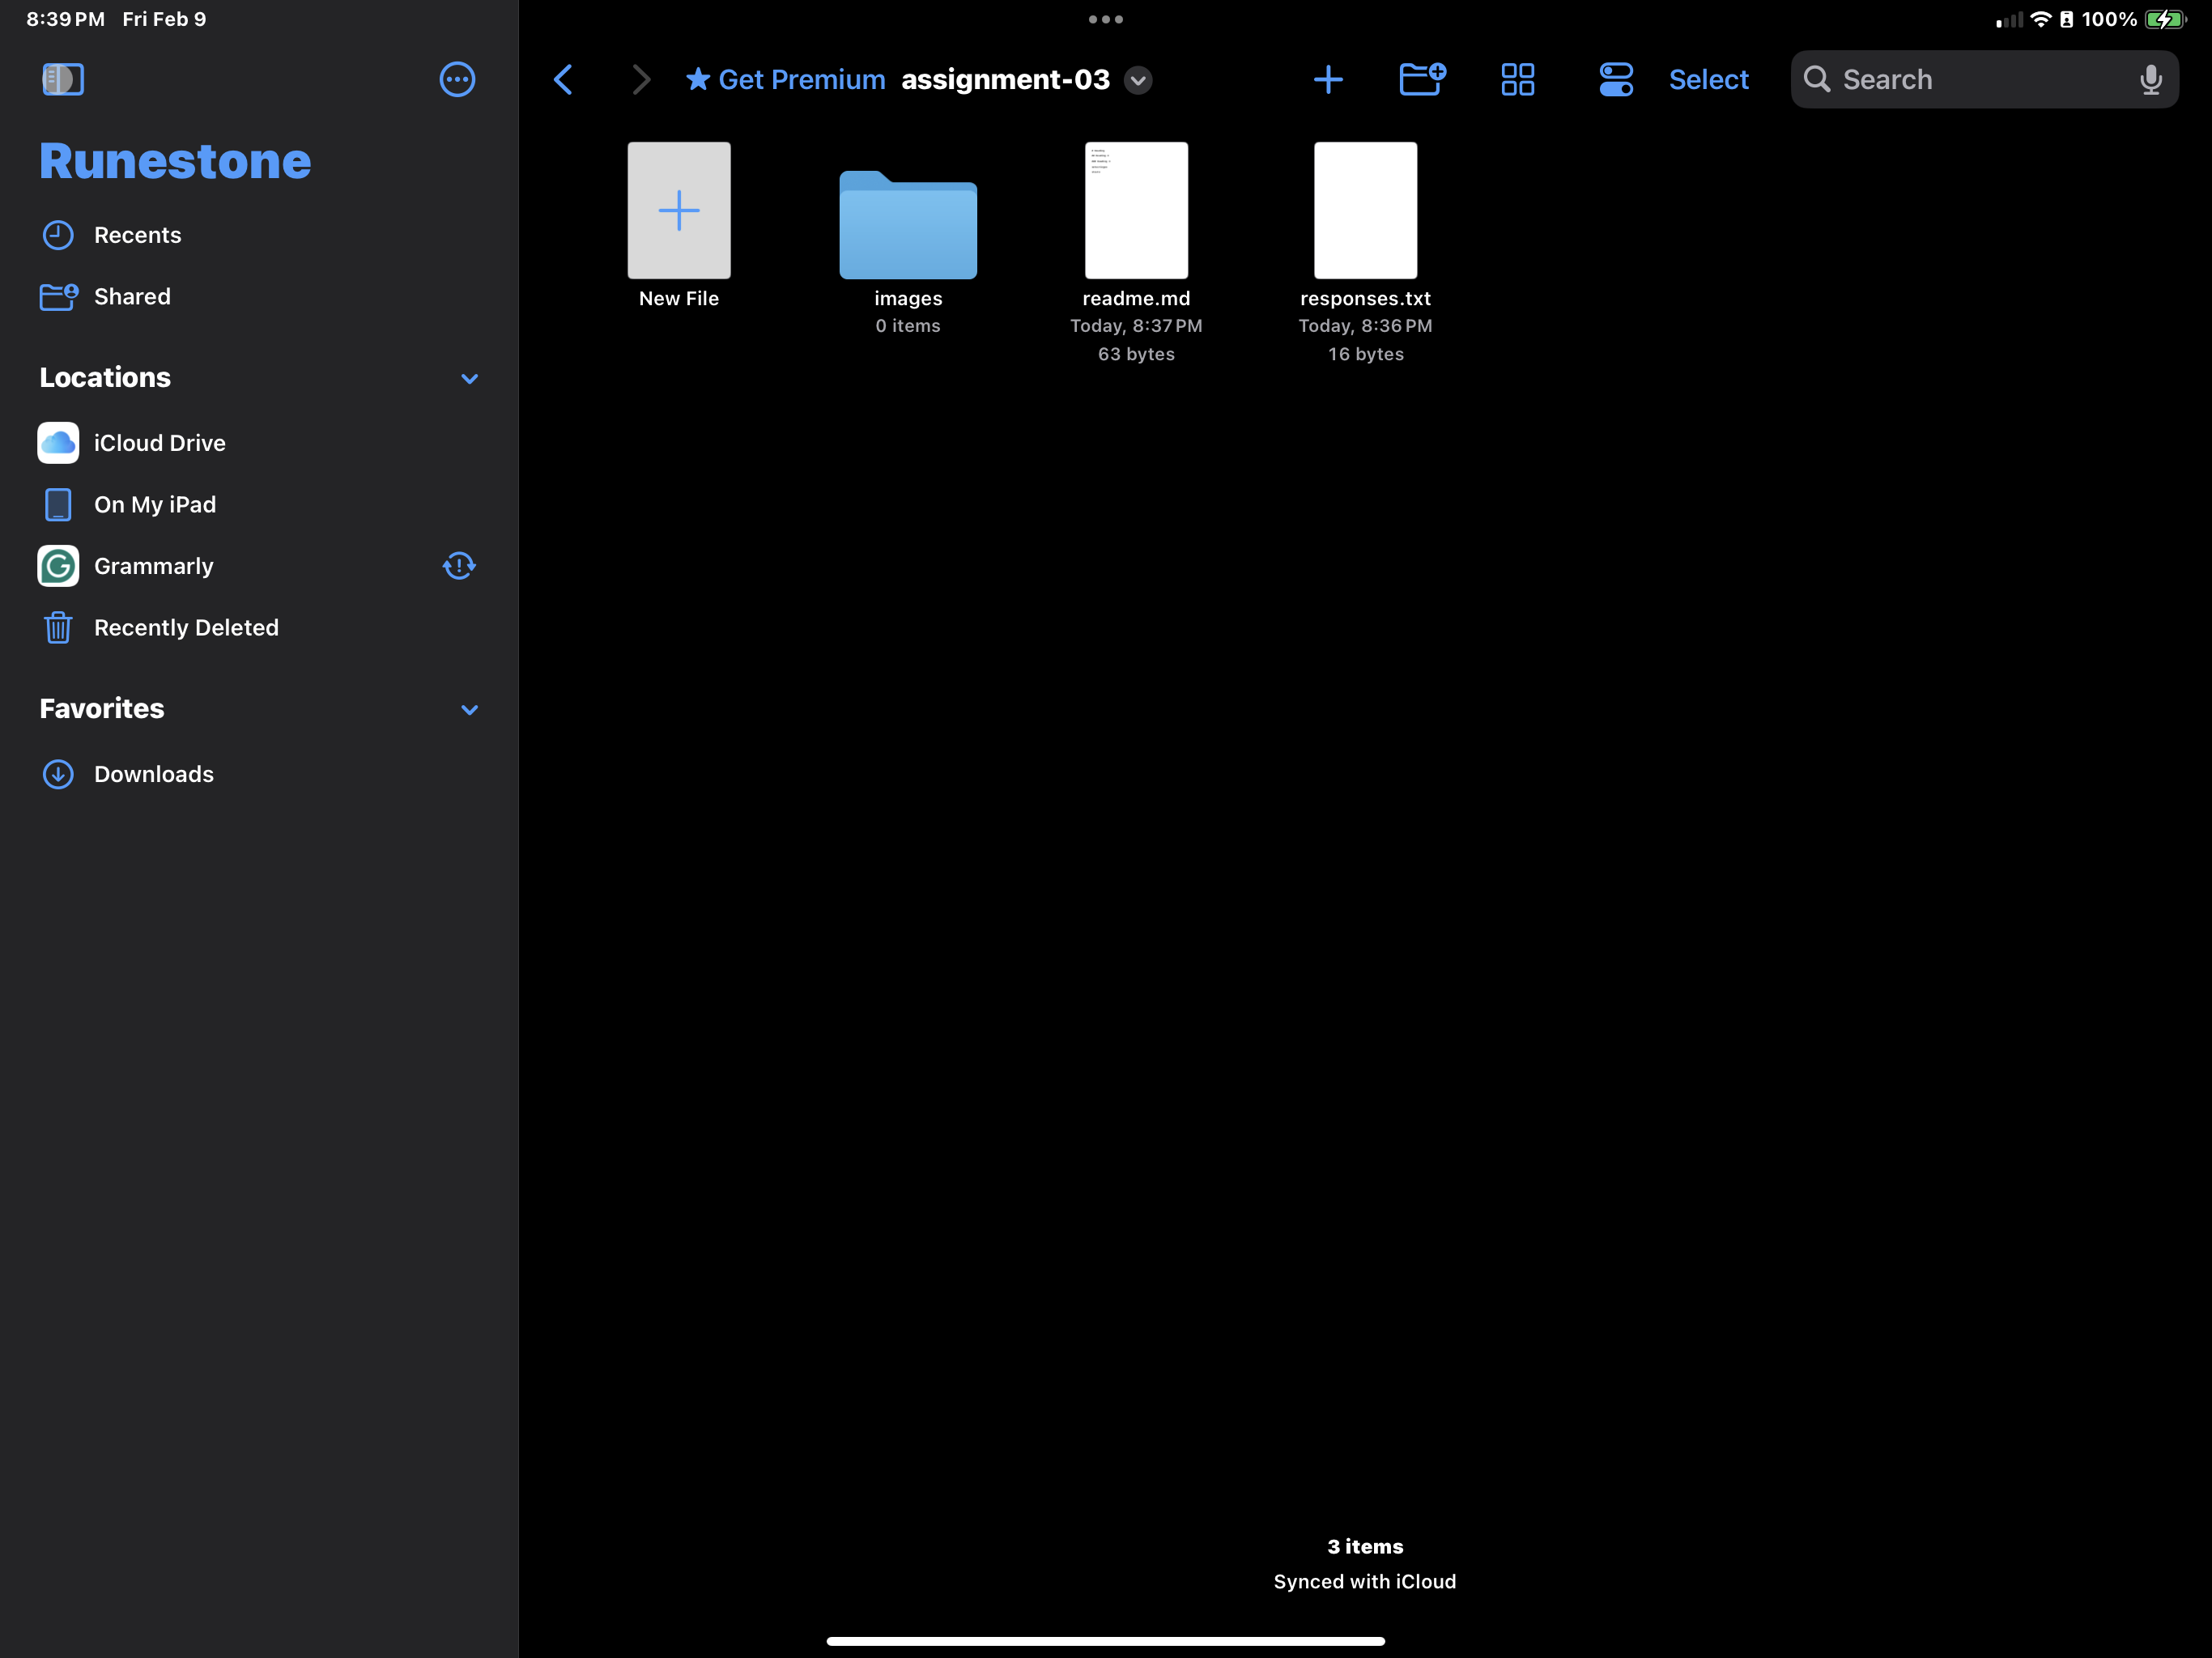 8:39 PM Fri Feb 9
100%
Runestone
Recents
Shared
Locations
iCloud Drive
On My iPad
Grammarly
Recently Deleted
Favorites
Downloads
Get Premium assignment-03
Select
Search
New File
images
0 items
readme.md
Today, 8:37 PM
63 bytes
responses.txt
Today, 8:36 PM
16 bytes
3 items
Synced with iCloud